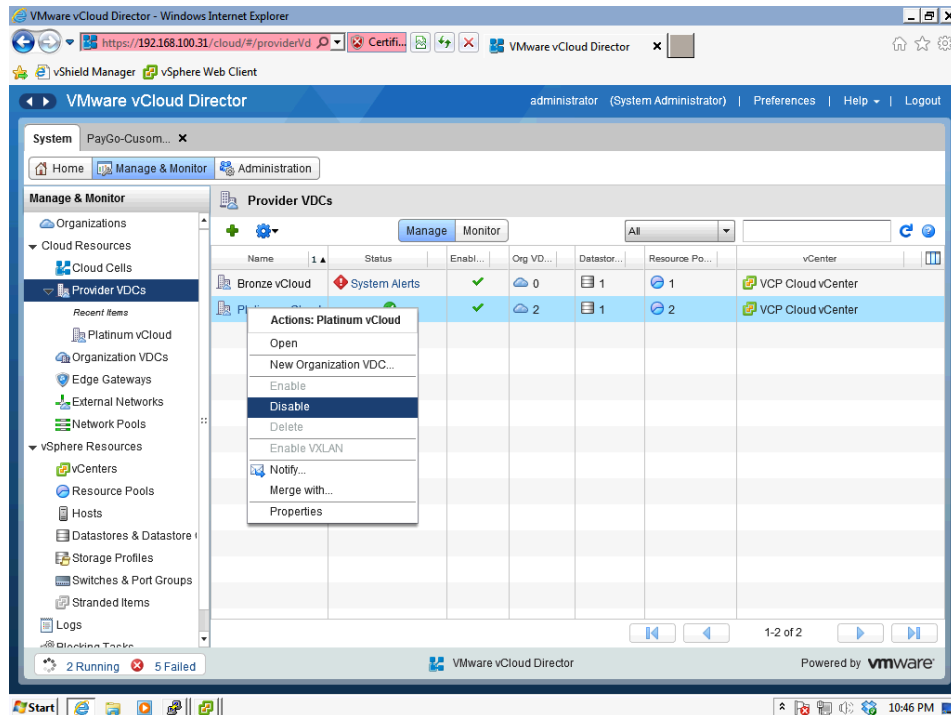 VMware vCloud Director - Windows Internet Explorer
https://192.168.100.31/cloud/#/providerVd
Certifi...
VMware vCloud Director
vShield Manager
vSphere Web Client
VMware vCloud Director
administrator (System Administrator) | Preferences | Help | Logout
System
PayGo-Cusom...
Home
Manage & Monitor
Administration
Manage & Monitor
Provider VDCs
Organizations
Cloud Resources
Cloud Cells
Provider VDCs
Recent Items
Platinum vCloud
Organization VDCs
Edge Gateways
External Networks
Network Pools
vSphere Resources
vCenters
Resource Pools
Hosts
Datastores & Datastore
Storage Profiles
Switches & Port Groups
Stranded Items
Logs
Blocking Tasks
Manage
Monitor
All
Name 1 Status Enabl... Org VD... Datastor... Resource Po... vCenter
Bronze vCloud System Alerts 0 1 1 VCP Cloud vCenter
2 1 2 VCP Cloud vCenter
Actions: Platinum vCloud
Open
New Organization VDC...
Enable
Disable
Delete
Enable VXLAN
Notify...
Merge with...
Properties
1-2 of 2
2 Running 5 Failed
VMware vCloud Director
Powered by vmware
Start
10:46 PM